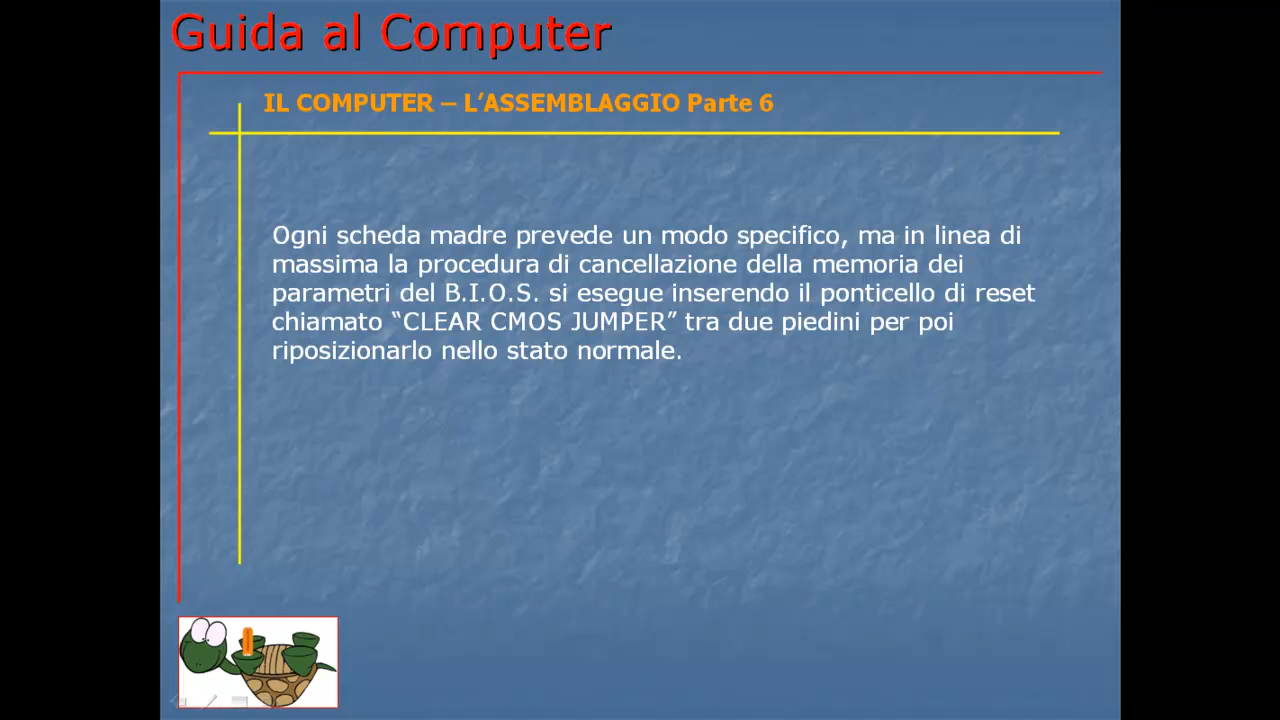 Guida al Computer
IL COMPUTER – L’ASSEMBLAGGIO Parte 6
Ogni scheda madre prevede un modo specifico, ma in linea di
massima la procedura di cancellazione della memoria dei
parametri del B.I.O.S. si esegue inserendo il ponticello di reset
chiamato “CLEAR CMOS JUMPER” tra due piedini per poi
riposizionarlo nello stato normale.